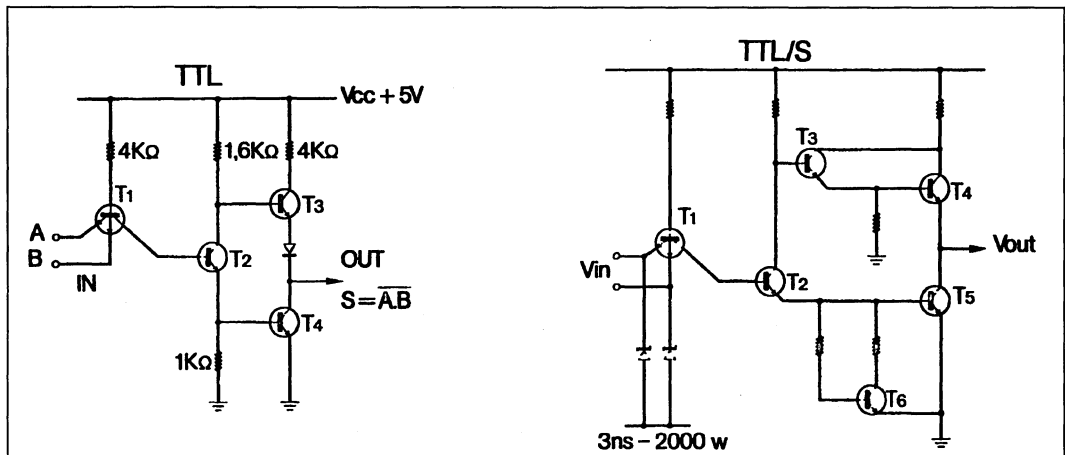 TTL
Vcc + 5V
4KΩ
1,6KΩ
4KΩ
T1
T3
A
B
IN
T2
OUT
S = \overline{A.B}
T4
1KΩ
TTL/S
T3
T4
T1
Vin
T2
Vout
T5
T6
3ns – 2000 w